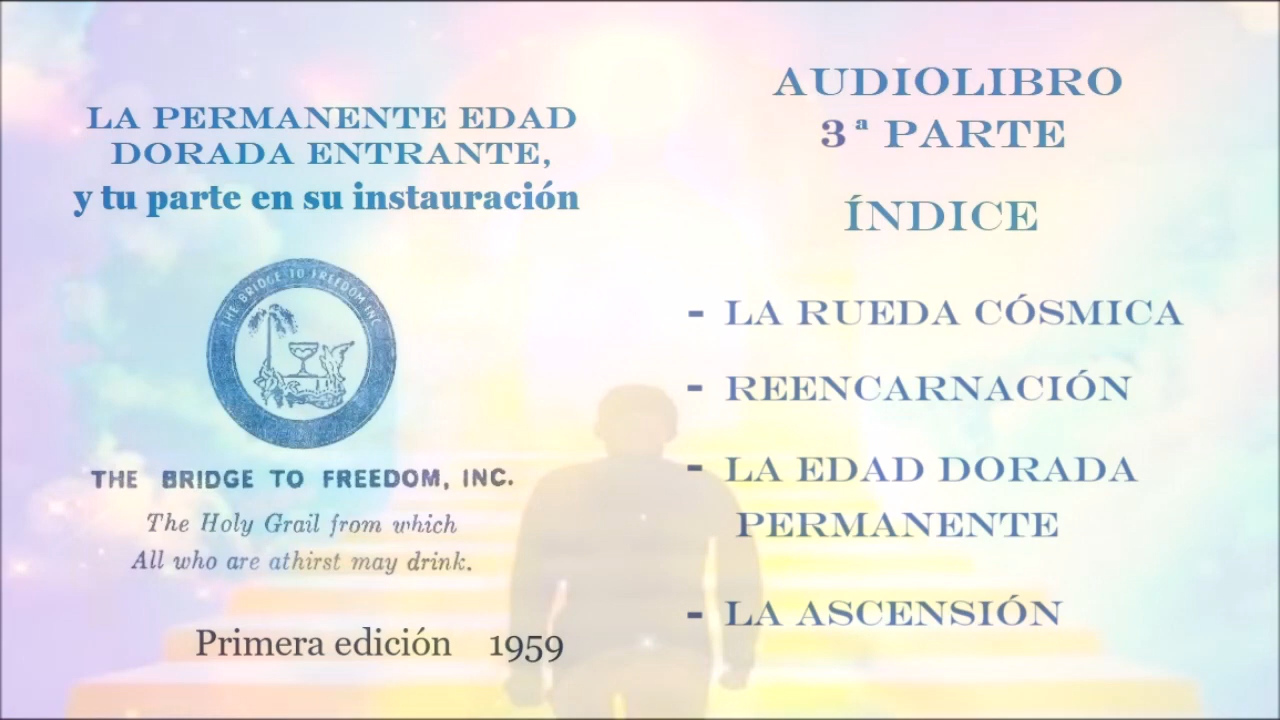 LA PERMANENTE EDAD
DORADA ENTRANTE,
y tu parte en su instauración
THE BRIDGE TO FREEDOM INC
THE BRIDGE TO FREEDOM, INC.
The Holy Grail from which
All who are athirst may drink.
Primera edición 1959
AUDIOLIBRO
3ª PARTE
ÍNDICE
- LA RUEDA CÓSMICA
- REENCARNACIÓN
- LA EDAD DORADA
PERMANENTE
- LA ASCENSIÓN